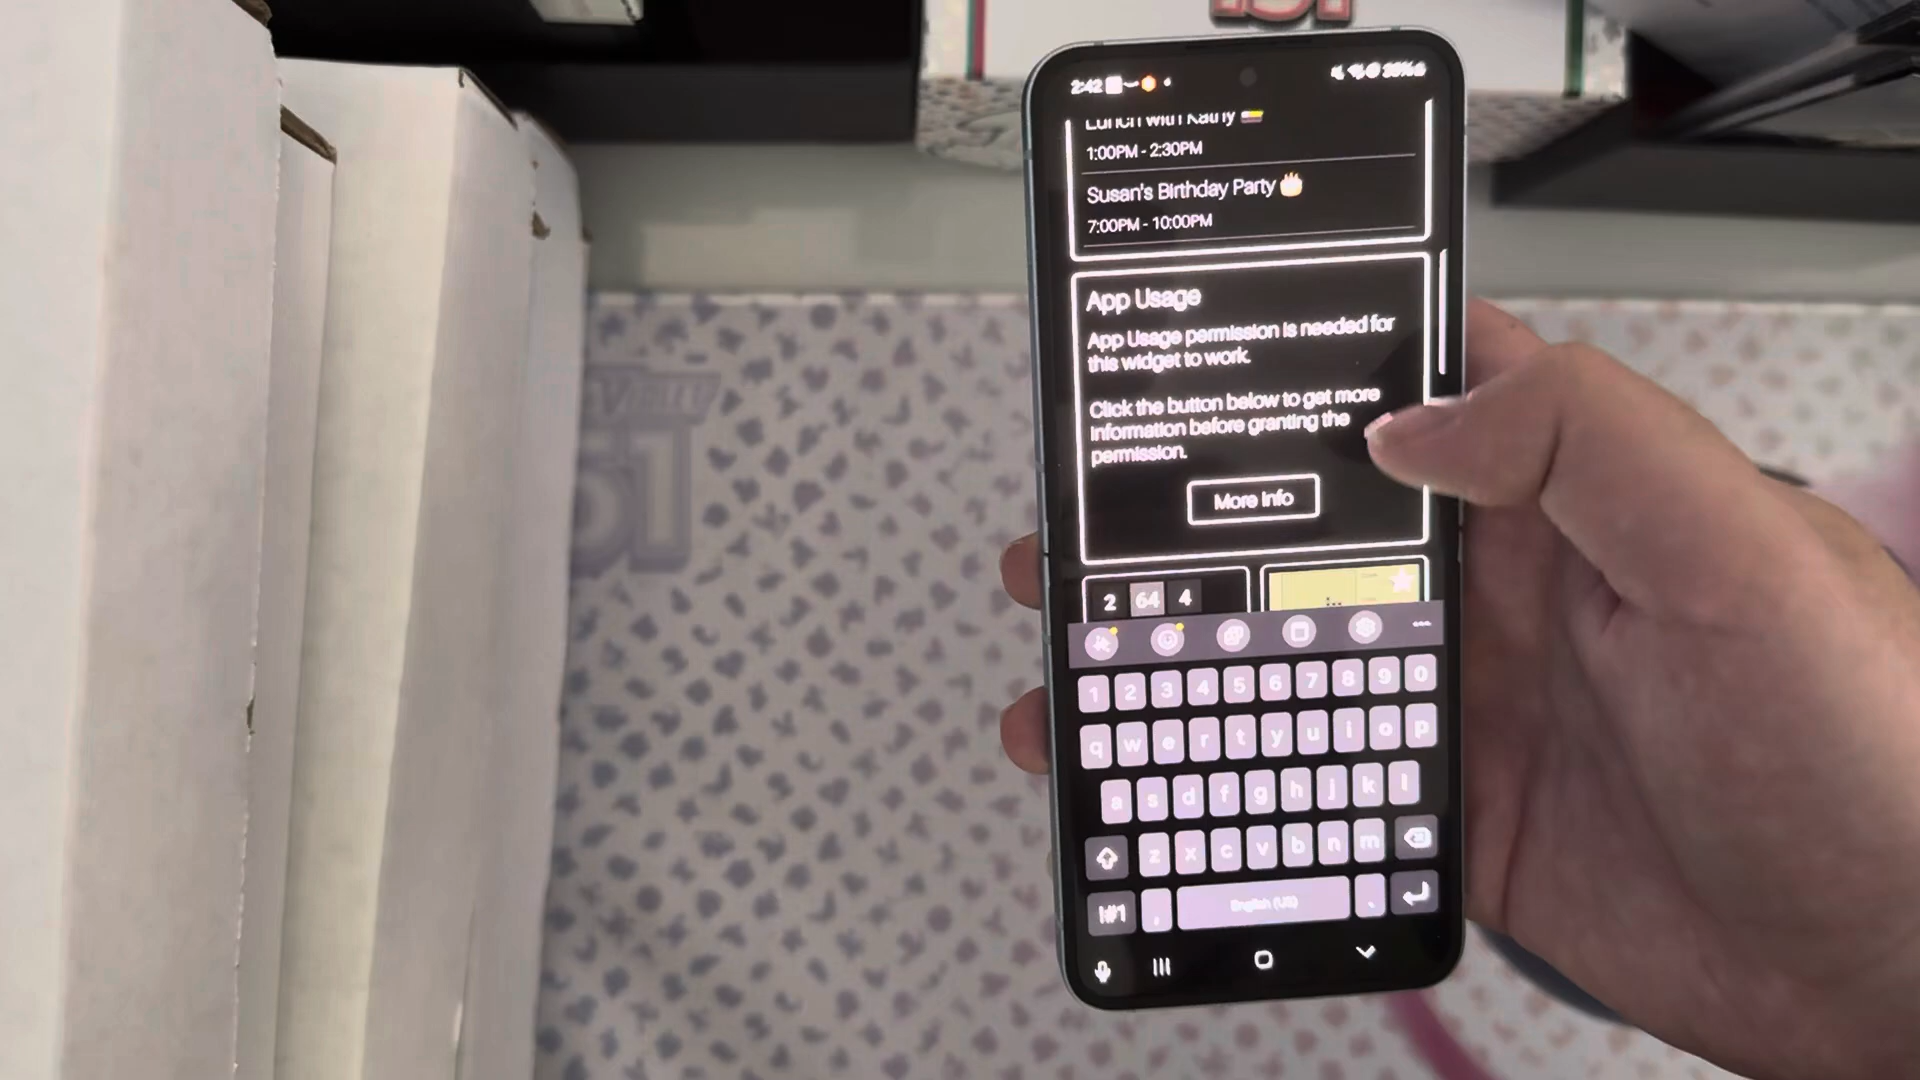 151
2:42
Lunch with Kathy
1:00PM - 2:30PM
Susan's Birthday Party
7:00PM - 10:00PM
App Usage
App Usage permission is needed for
this widget to work.
Click the button below to get more
information before granting the
permission.
More Info
2 64 4
1 2 3 4 5 6 7 8 9 0
q w e r t y u i o p
a s d f g h j k l
z x c v b n m
!#1 , English (US) .
151